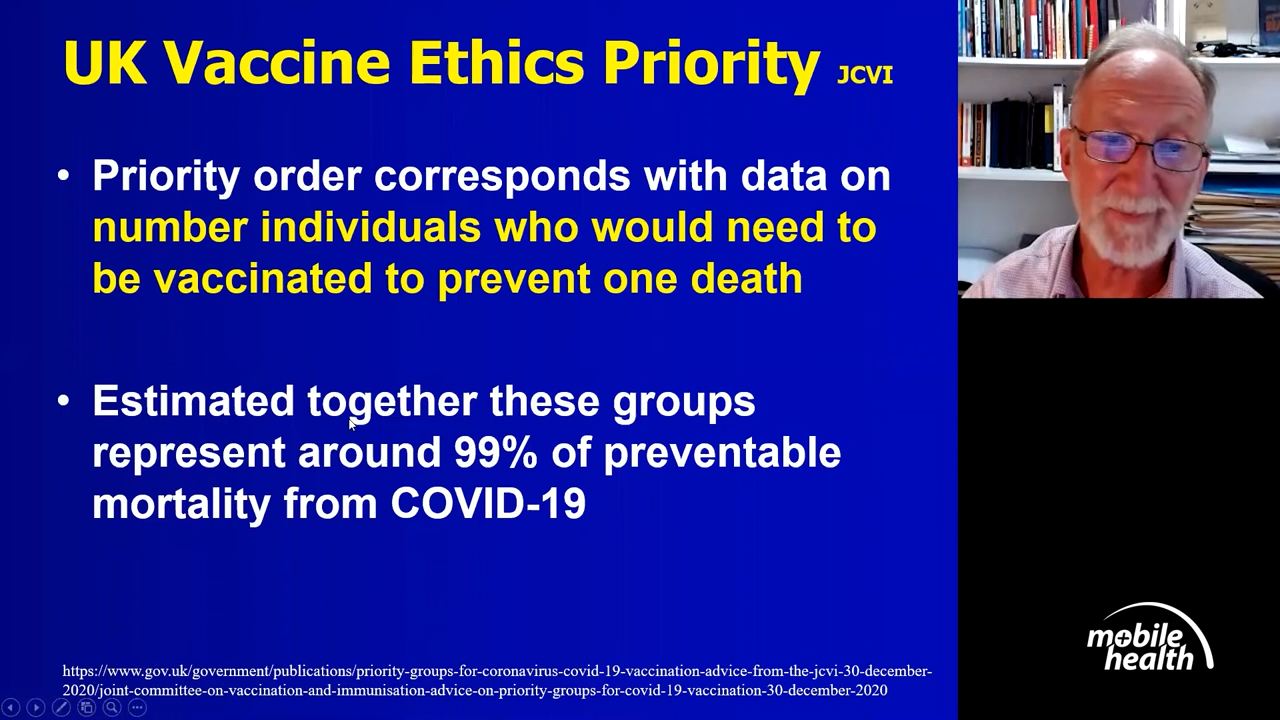 UK Vaccine Ethics Priority JCVI
• Priority order corresponds with data on
number individuals who would need to
be vaccinated to prevent one death
• Estimated together these groups
represent around 99% of preventable
mortality from COVID-19
https://www.gov.uk/government/publications/priority-groups-for-coronavirus-covid-19-vaccination-advice-from-the-jcvi-30-december-
2020/joint-committee-on-vaccination-and-immunisation-advice-on-priority-groups-for-covid-19-vaccination-30-december-2020
mobile
health